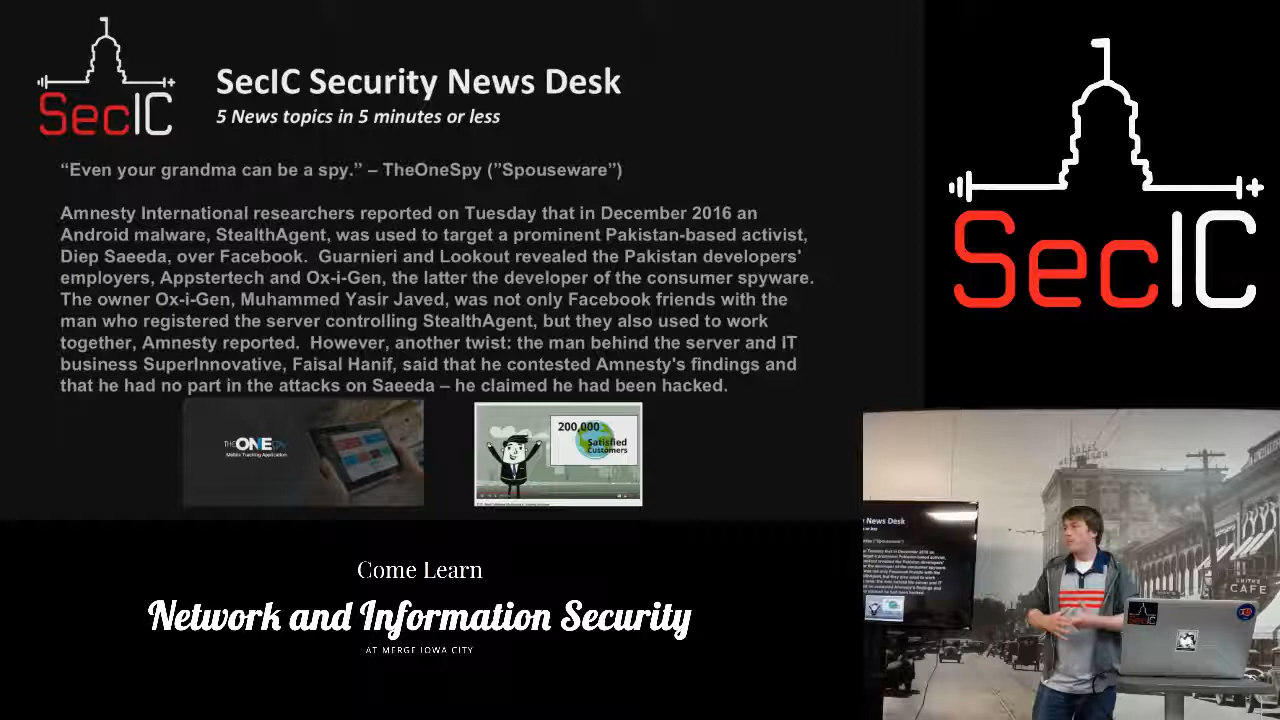 SecIC
SecIC Security News Desk
5 News topics in 5 minutes or less
“Even your grandma can be a spy.” – TheOneSpy (”Spouseware”)
Amnesty International researchers reported on Tuesday that in December 2016 an
Android malware, StealthAgent, was used to target a prominent Pakistan-based activist,
Diep Saeeda, over Facebook.  Guarnieri and Lookout revealed the Pakistan developers'
employers, Appstertech and Ox-i-Gen, the latter the developer of the consumer spyware.
The owner Ox-i-Gen, Muhammed Yasir Javed, was not only Facebook friends with the
man who registered the server controlling StealthAgent, but they also used to work
together, Amnesty reported.  However, another twist: the man behind the server and IT
business SuperInnovative, Faisal Hanif, said that he contested Amnesty's findings and
that he had no part in the attacks on Saeeda – he claimed he had been hacked.
THEONESPY
Mobile Tracking Application
200,000
Satisfied
Customers
SecIC
Come Learn
Network and Information Security
AT MERGE IOWA CITY
News Desk
CAFE
SecIC